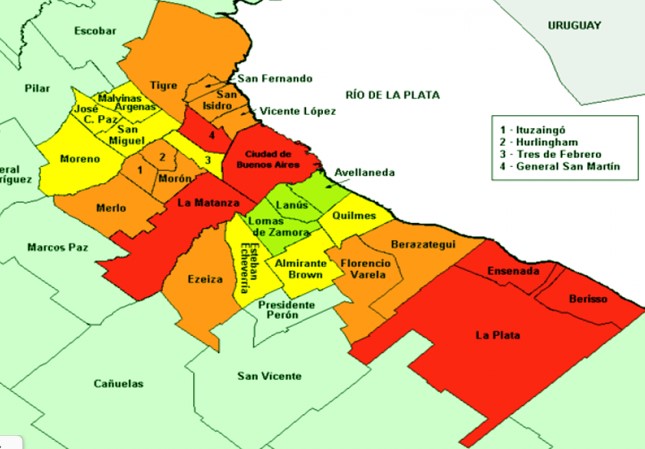 URUGUAY
Escobar
Pilar
Tigre
San Fernando
San
Isidro
Vicente López
RÍO DE LA PLATA
Malvinas
Argenas
José
C. Paz
San
Miguel
4
Ciudad de
Buenos Aires
1 - Ituzaingó
2 - Hurlingham
3 - Tres de Febrero
4 - General San Martín
Moreno
2
3
1
Morón
Avellaneda
eral
ríguez
Merlo
La Matanza
Lanús
Quilmes
Lomas
de Zamora
Marcos Paz
Esteban
Echeverría
Berazategui
Ezeiza
Almirante
Brown
Florencio
Varela
Ensenada
Berisso
Presidente
Perón
La Plata
Cañuelas
San Vicente